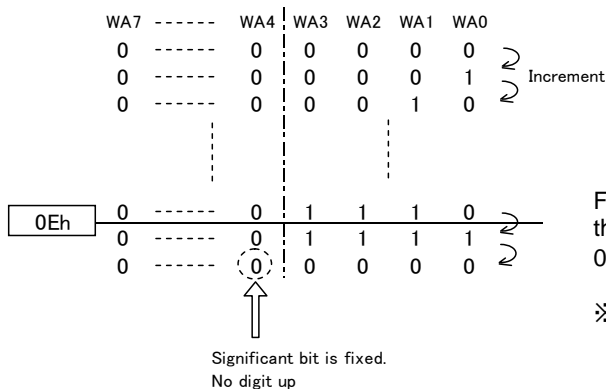 WA7 ------ WA4 WA3 WA2 WA1 WA0
0 ------ 0 0 0 0 0
0 ------ 0 0 0 0 1
Increment
0 ------ 0 0 0 1 0
0Eh
0 ------ 0 1 1 1 0
0 ------ 0 1 1 1 1
0 ------ 0 0 0 0 0
Significant bit is fixed.
No digit up
F
th
0
※